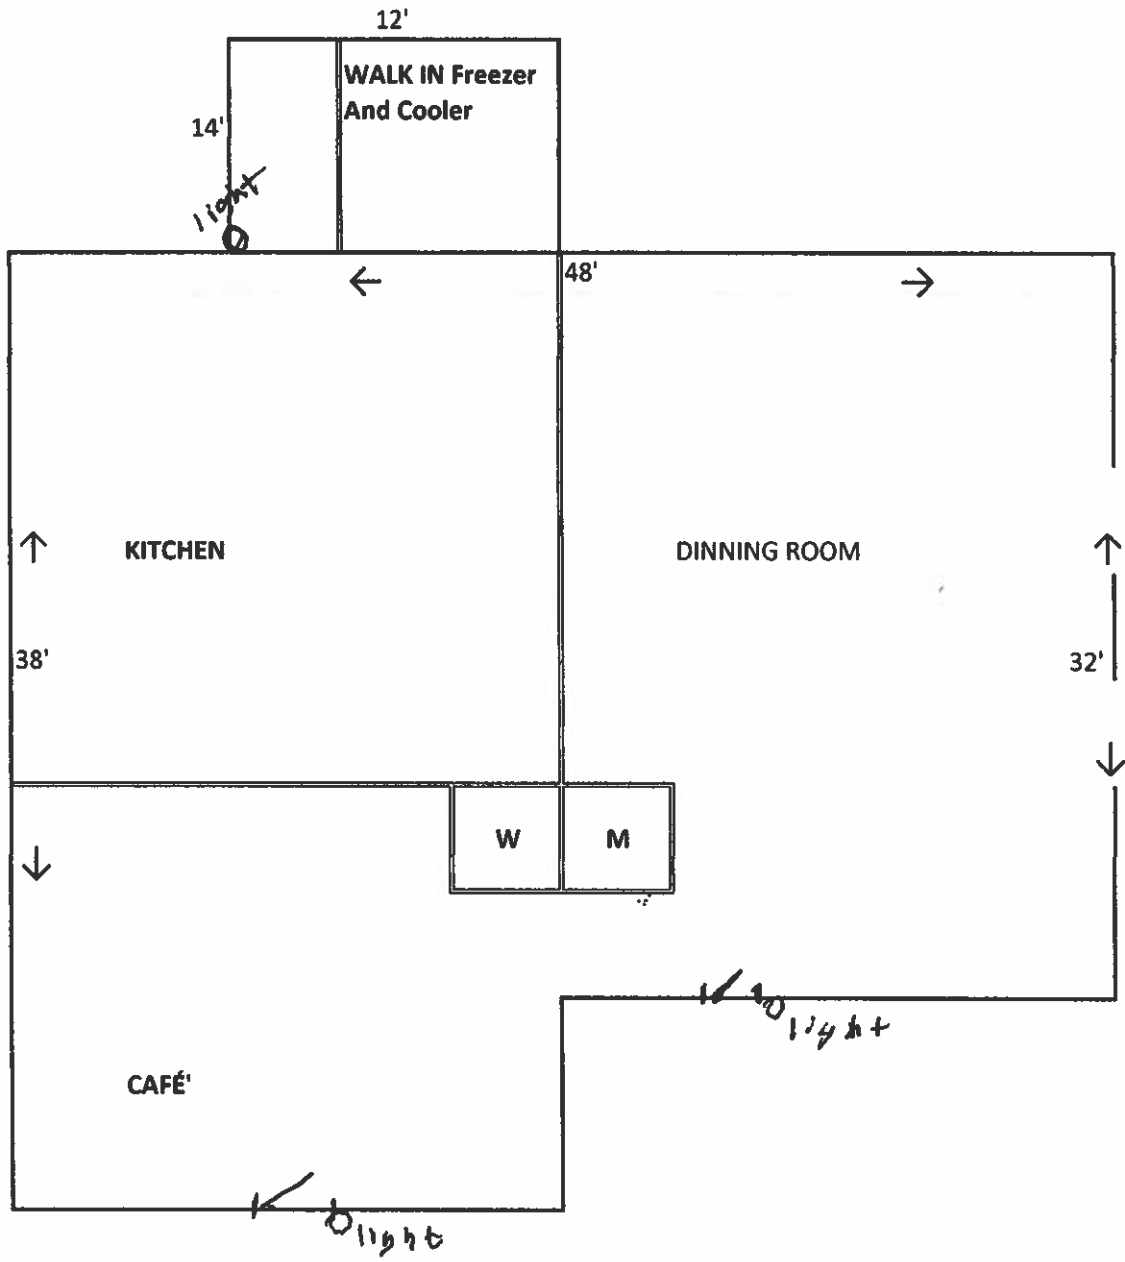 12'
WALK IN Freezer
And Cooler
14'
light
48'
KITCHEN
DINNING ROOM
38'
32'
W
M
light
CAFÉ'
light